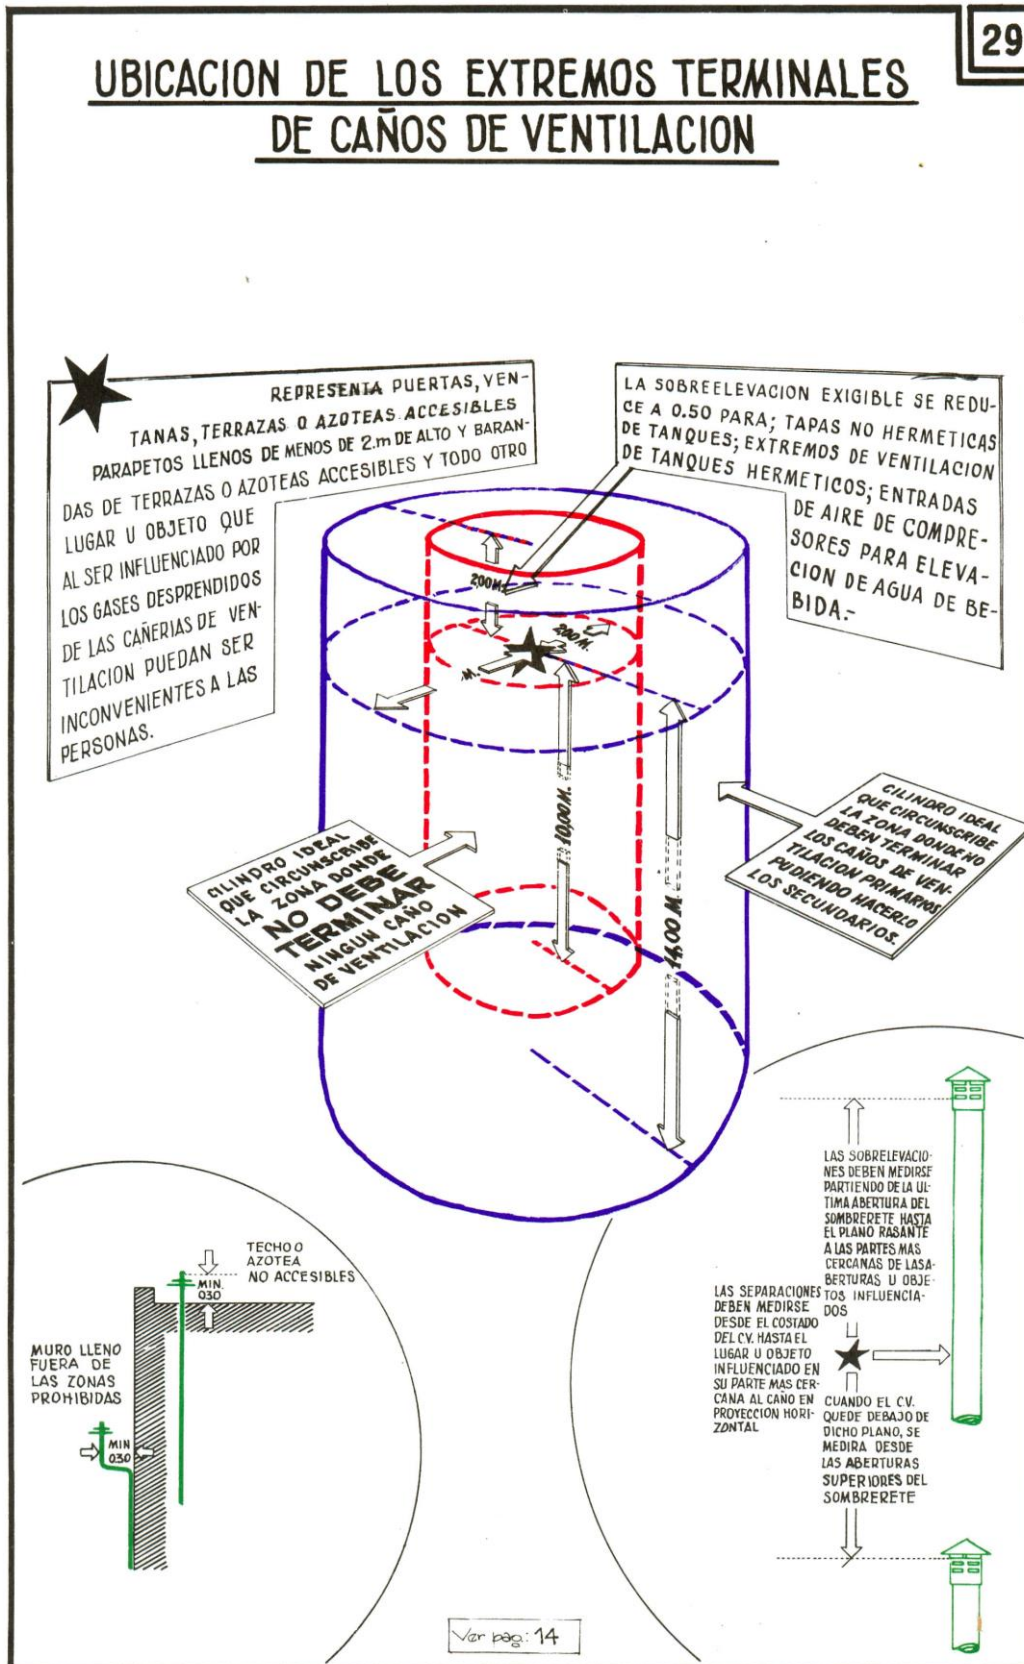 29
UBICACION DE LOS EXTREMOS TERMINALES
DE CAÑOS DE VENTILACION
REPRESENTA PUERTAS, VEN-
TANAS, TERRAZAS O AZOTEAS ACCESIBLES
PARAPETOS LLENOS DE MENOS DE 2.m DE ALTO Y BARAN-
DAS DE TERRAZAS O AZOTEAS ACCESIBLES Y TODO OTRO
LUGAR U OBJETO QUE
AL SER INFLUENCIADO POR
LOS GASES DESPRENDIDOS
DE LAS CAÑERIAS DE VEN-
TILACION PUEDAN SER
INCONVENIENTES A LAS
PERSONAS.
LA SOBREELEVACION EXIGIBLE SE REDU-
CE A 0.50 PARA; TAPAS NO HERMETICAS
DE TANQUES; EXTREMOS DE VENTILACION
DE TANQUES HERMETICOS; ENTRADAS
DE AIRE DE COMPRE-
SORES PARA ELEVA-
CION DE AGUA DE BE-
BIDA.-
2,00M.
2,00M.
M.
10,00M.
14,00 M.
CILINDRO IDEAL
QUE CIRCUNSCRIBE
LA ZONA DONDE
NO DEBE
TERMINAR
NINGUN CAÑO
DE VENTILACION
CILINDRO IDEAL
QUE CIRCUNSCRIBE
LA ZONA DONDE NO
DEBEN TERMINAR
LOS CAÑOS DE VEN-
TILACION PRIMARIOS
PUDIENDO HACERLO
LOS SECUNDARIOS.
TECHO O
AZOTEA
NO ACCESIBLES
MIN.
030
MURO LLENO
FUERA DE
LAS ZONAS
PROHIBIDAS
MIN
030
LAS SOBRELEVACIO-
NES DEBEN MEDIRSE
PARTIENDO DE LA UL-
TIMA ABERTURA DEL
SOMBRERETE HASTA
EL PLANO RASANTE
A LAS PARTES MAS
CERCANAS DE LAS A-
BERTURAS U OBJE-
TOS INFLUENCIA-
DOS
LAS SEPARACIONES
DEBEN MEDIRSE
DESDE EL COSTADO
DEL C.V. HASTA EL
LUGAR U OBJETO
INFLUENCIADO EN
SU PARTE MAS CER-
CANA AL CAÑO EN
PROYECCION HORI-
ZONTAL
CUANDO EL C.V.
QUEDE DEBAJO DE
DICHO PLANO, SE
MEDIRA DESDE
LAS ABERTURAS
SUPERIORES DEL
SOMBRERETE
Ver pag: 14